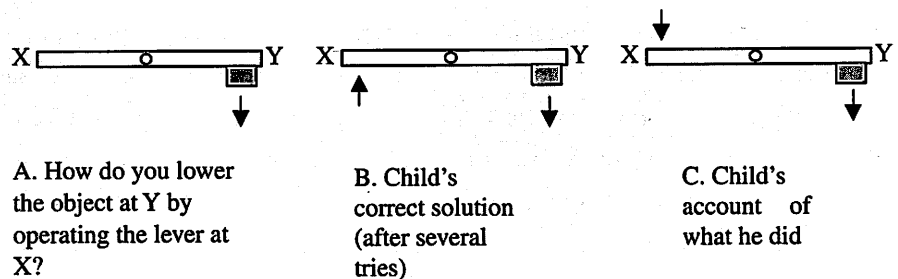 X Y
X Y
X Y
A. How do you lower
the object at Y by
operating the lever at
X?
B. Child's
correct solution
(after several
tries)
C. Child's
account of
what he did